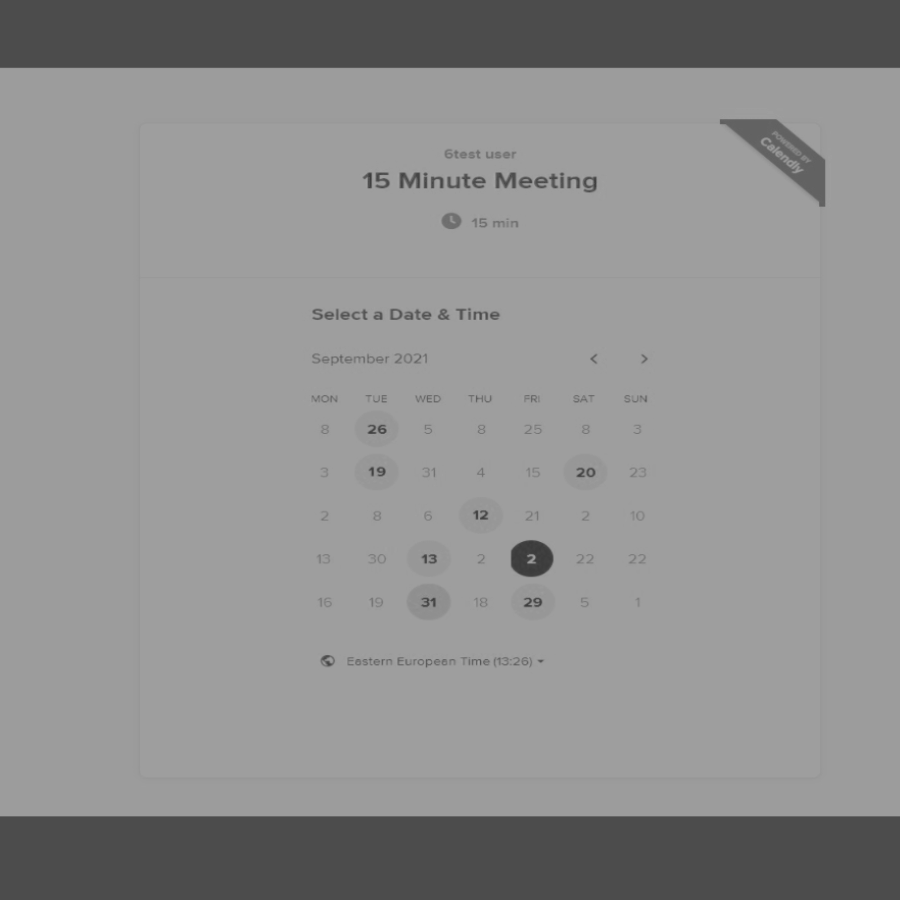 POWERED BY
Calendly
6test user
15 Minute Meeting
15 min
Select a Date & Time
September 2021
MON TUE WED THU FRI SAT SUN
8 26 5 8 25 8 3
3 19 31 4 15 20 23
2 8 6 12 21 2 10
13 30 13 2 2 22 22
16 19 31 18 29 5 1
Eastern European Time (13:26)